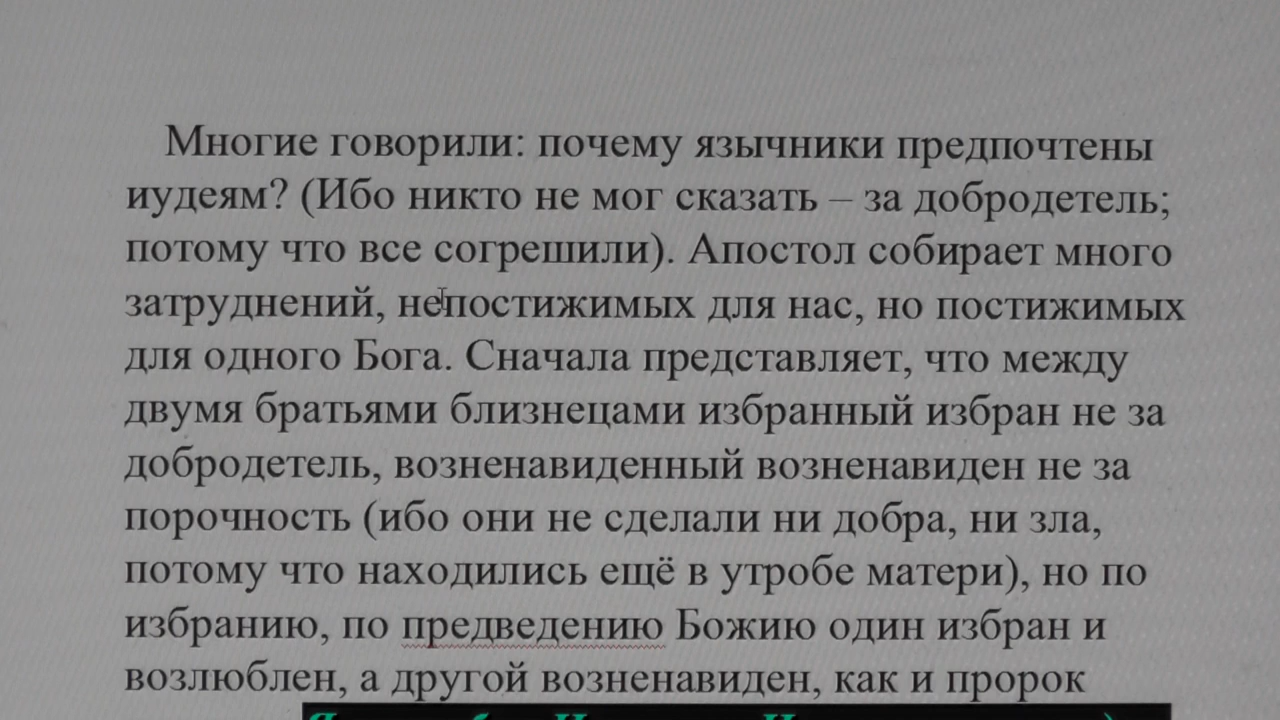 Многие говорили: почему язычники предпочтены
иудеям? (Ибо никто не мог сказать – за добродетель;
потому что все согрешили). Апостол собирает много
затруднений, непостижимых для нас, но постижимых
для одного Бога. Сначала представляет, что между
двумя братьями близнецами избранный избран не за
добродетель, возненавиденный возненавиден не за
порочность (ибо они не сделали ни добра, ни зла,
потому что находились ещё в утробе матери), но по
избранию, по предведению Божию один избран и
возлюблен, а другой возненавиден, как и пророк